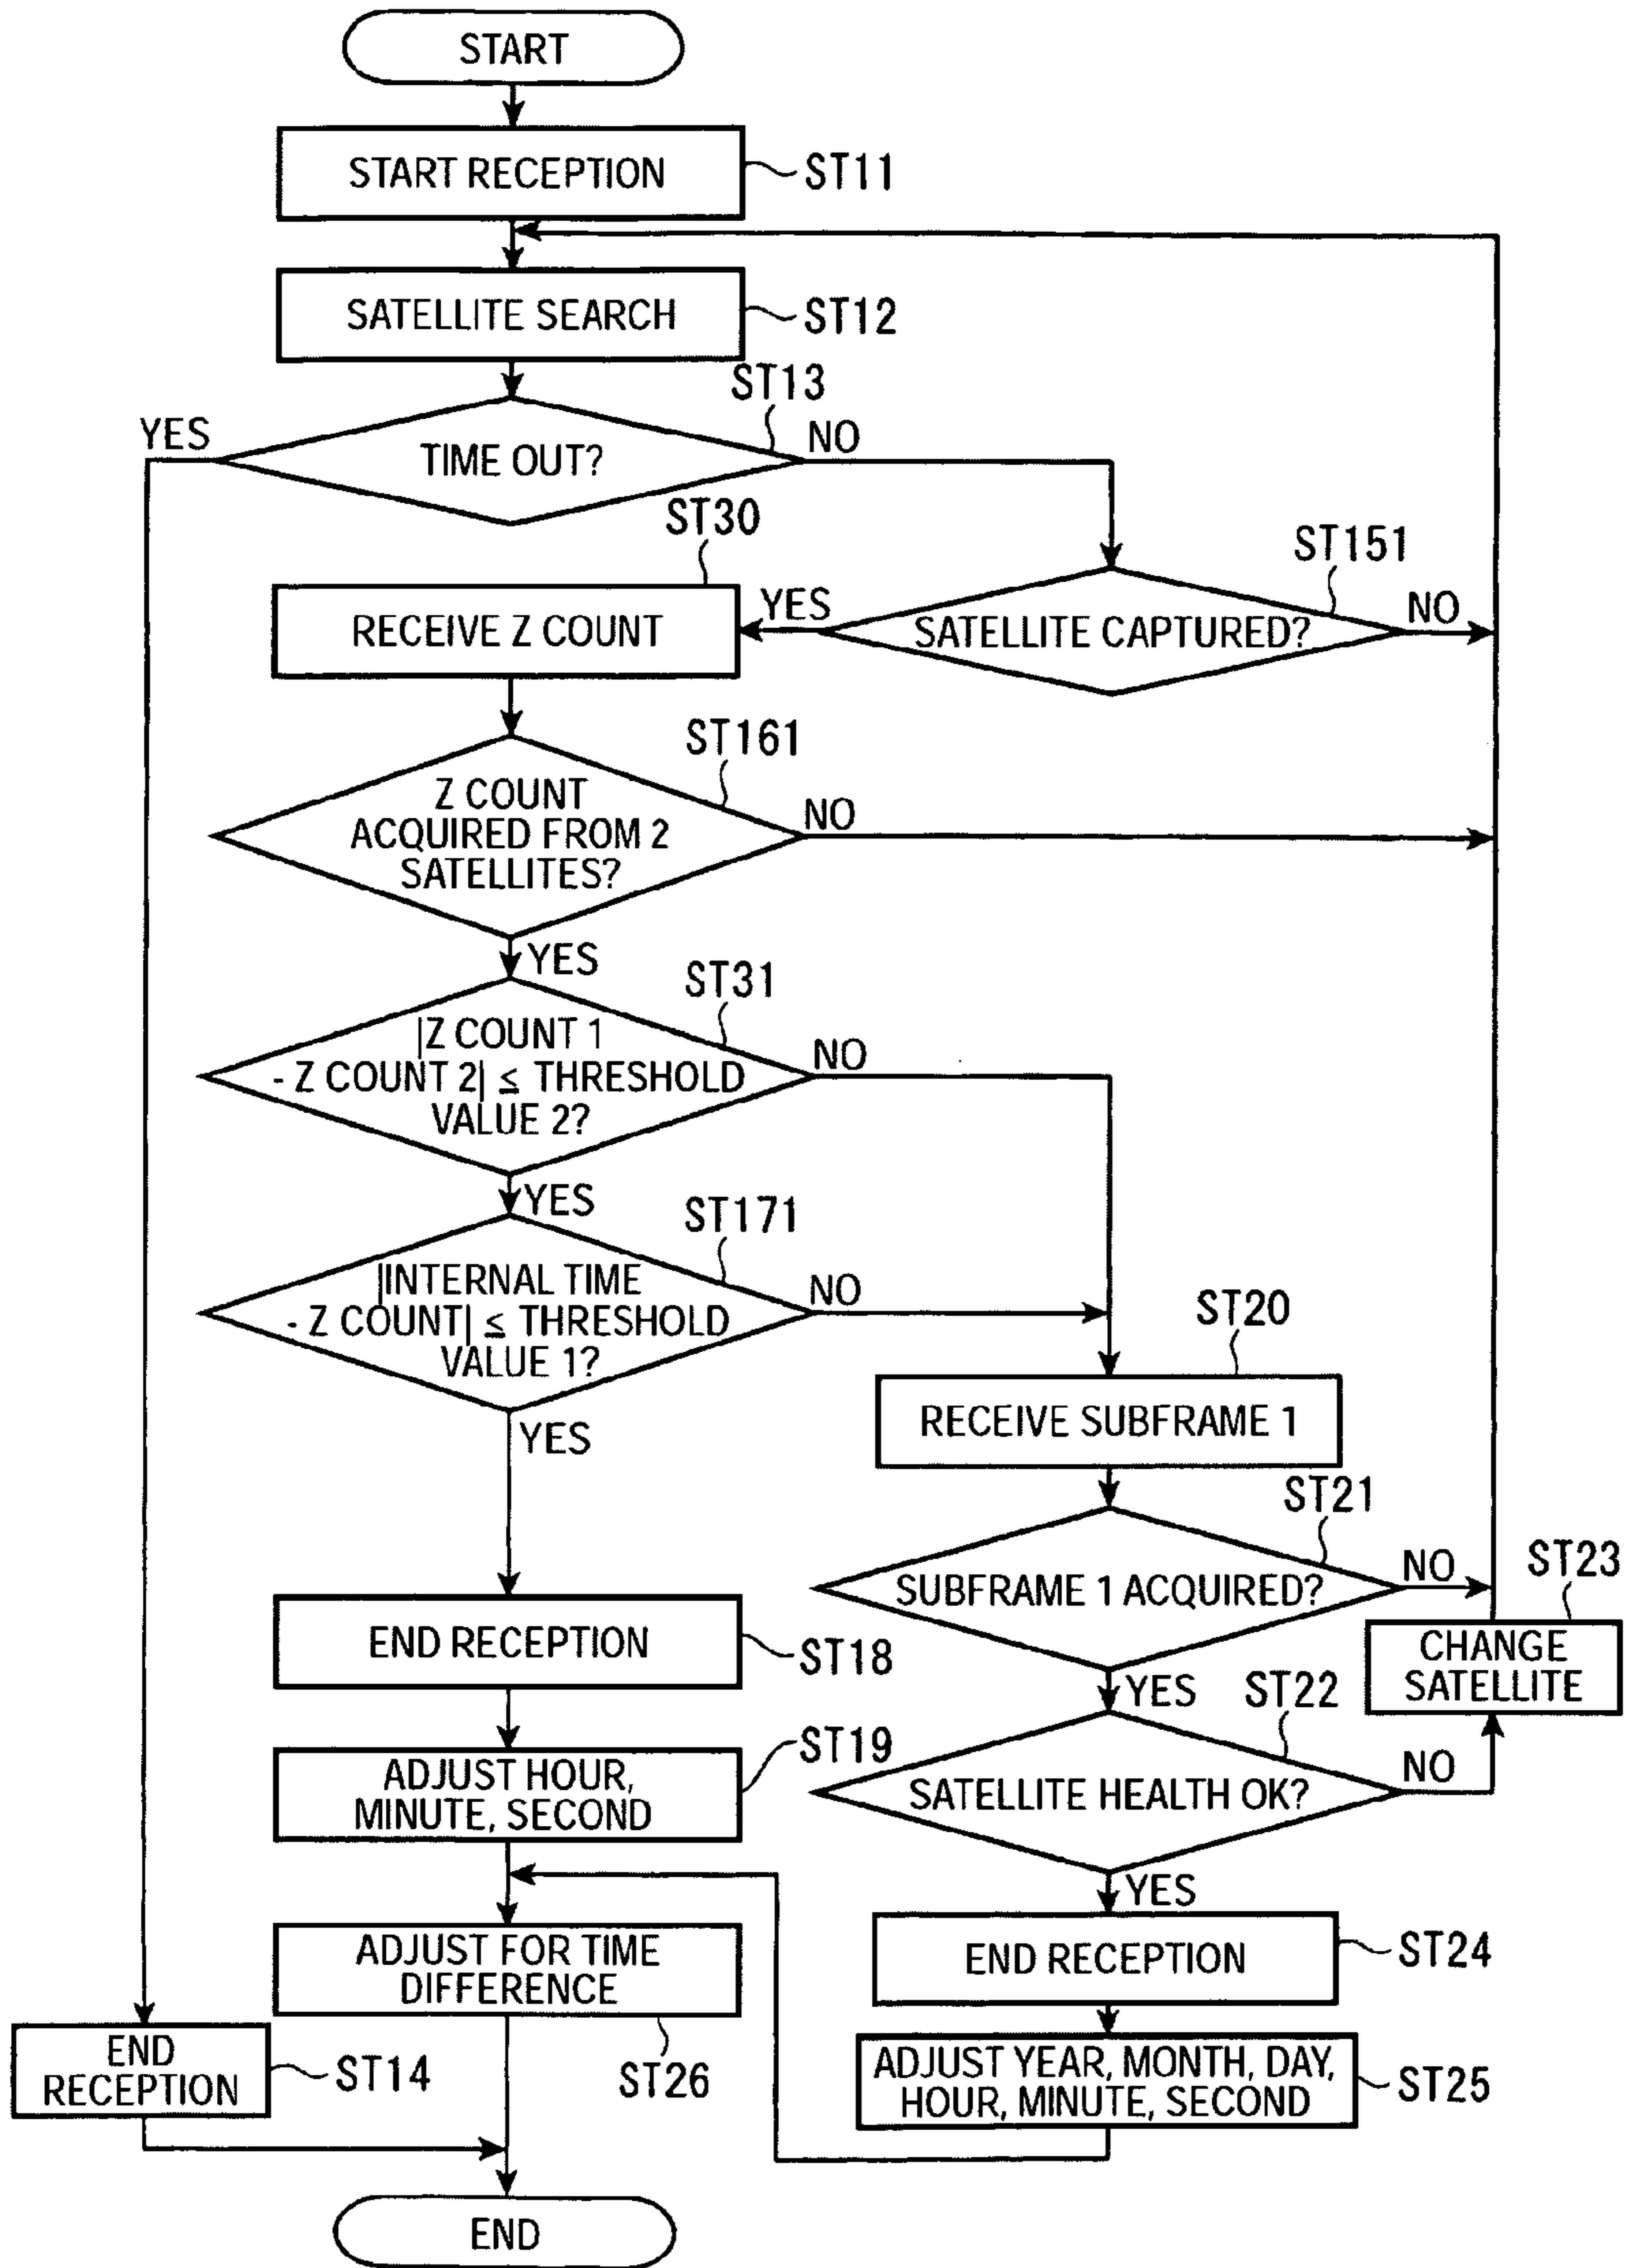 START
START RECEPTION
ST11
SATELLITE SEARCH
ST12
ST13
YES
TIME OUT?
NO
ST30
ST151
RECEIVE Z COUNT
YES
SATELLITE CAPTURED?
NO
ST161
Z COUNT
ACQUIRED FROM 2
SATELLITES?
NO
YES
ST31
|Z COUNT 1
- Z COUNT 2| ≤ THRESHOLD
VALUE 2?
NO
YES
ST171
|INTERNAL TIME
- Z COUNT| ≤ THRESHOLD
VALUE 1?
NO
YES
ST20
RECEIVE SUBFRAME 1
ST21
SUBFRAME 1 ACQUIRED?
NO
ST23
CHANGE
SATELLITE
YES
ST22
SATELLITE HEALTH OK?
NO
YES
END RECEPTION
ST18
ADJUST HOUR,
MINUTE, SECOND
ST19
ADJUST FOR TIME
DIFFERENCE
ST26
END RECEPTION
ST24
ADJUST YEAR, MONTH, DAY,
HOUR, MINUTE, SECOND
ST25
END
RECEPTION
ST14
END